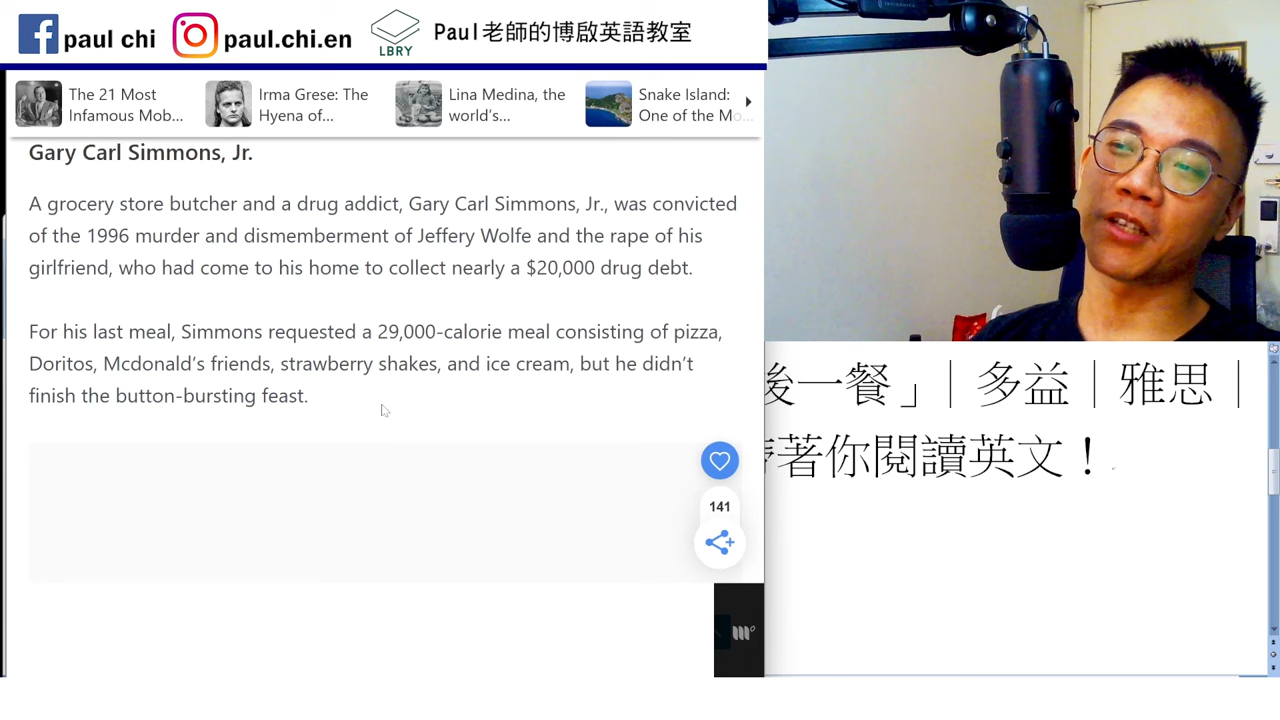 paul chi
paul.chi.en
LBRY
Paul老師的博啟英語教室
The 21 Most
Infamous Mob...
Irma Grese: The
Hyena of...
Lina Medina, the
world's...
Snake Island:
One of the Mo...
Gary Carl Simmons, Jr.
A grocery store butcher and a drug addict, Gary Carl Simmons, Jr., was convicted
of the 1996 murder and dismemberment of Jeffery Wolfe and the rape of his
girlfriend, who had come to his home to collect nearly a $20,000 drug debt.
For his last meal, Simmons requested a 29,000-calorie meal consisting of pizza,
Doritos, Mcdonald's friends, strawberry shakes, and ice cream, but he didn't
finish the button-bursting feast.
141
後一餐」｜多益｜雅思｜
著你閱讀英文！